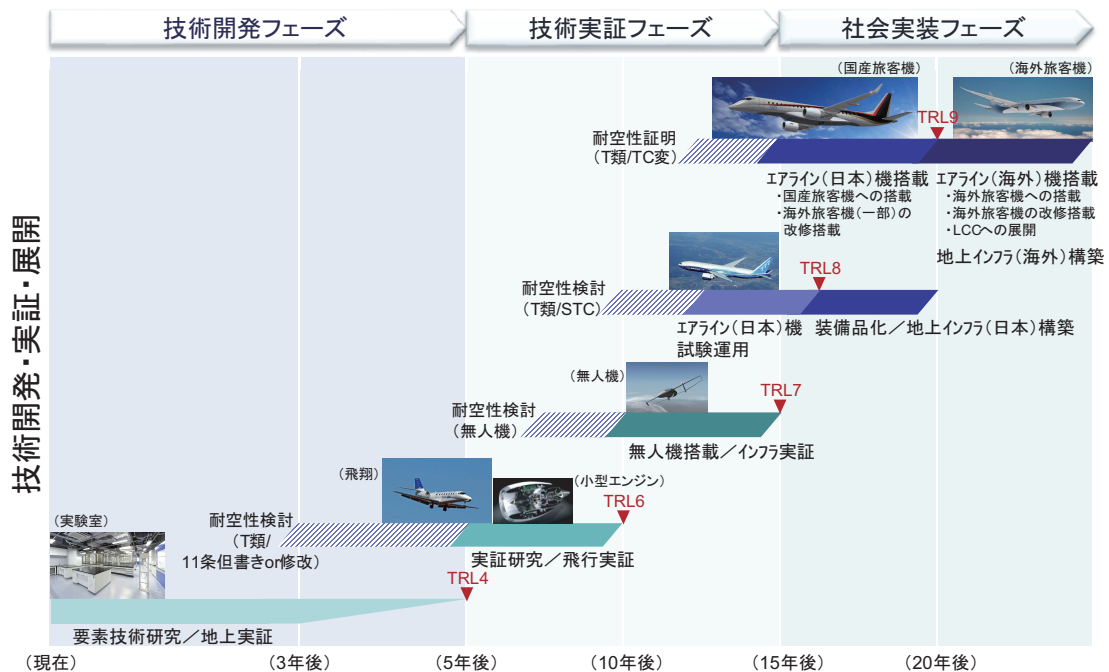 技術開発フェーズ
技術実証フェーズ
社会実装フェーズ
技術開発・実証・展開
(国産旅客機)
(海外旅客機)
TRL9
耐空性証明
(T類/TC変)
エアライン(日本)機搭載
・国産旅客機への搭載
・海外旅客機(一部)の
改修搭載
エアライン(海外)機搭載
・海外旅客機への搭載
・海外旅客機の改修搭載
・LCCへの展開
地上インフラ(海外)構築
TRL8
耐空性検討
(T類/STC)
エアライン(日本)機
試験運用
装備品化／地上インフラ(日本)構築
(無人機)
TRL7
耐空性検討
(無人機)
無人機搭載／インフラ実証
(飛翔)
(小型エンジン)
TRL6
耐空性検討
(T類/
11条但書きor修改)
実証研究／飛行実証
(実験室)
TRL4
要素技術研究／地上実証
(現在)
(3年後)
(5年後)
(10年後)
(15年後)
(20年後)